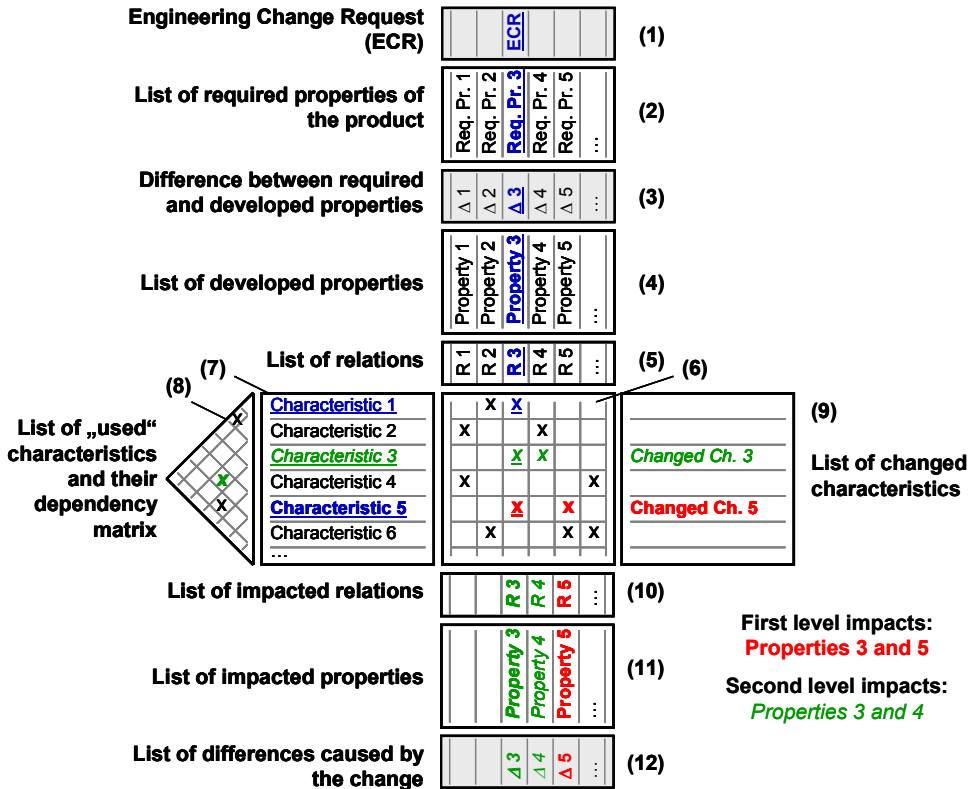 Engineering Change Request
(ECR)
ECR
(1)
List of required properties of
the product
Req. Pr. 1
Req. Pr. 2
Req. Pr. 3
Req. Pr. 4
Req. Pr. 5
...
(2)
Difference between required
and developed properties
Δ 1
Δ 2
Δ 3
Δ 4
Δ 5
...
(3)
List of developed properties
Property 1
Property 2
Property 3
Property 4
Property 5
...
(4)
List of relations
R 1
R 2
R 3
R 4
R 5
...
(5)
(6)
(7)
(8)
List of „used“
characteristics
and their
dependency
matrix
x
x
x
Characteristic 1
Characteristic 2
Characteristic 3
Characteristic 4
Characteristic 5
Characteristic 6
...
x x
x x
x x
x x
x x
x x x
Changed Ch. 3
Changed Ch. 5
(9)
List of changed
characteristics
List of impacted relations
R 3
R 4
R 5
...
(10)
List of impacted properties
Property 3
Property 4
Property 5
...
(11)
First level impacts:
Properties 3 and 5
Second level impacts:
Properties 3 and 4
List of differences caused by
the change
Δ 3
Δ 4
Δ 5
...
(12)